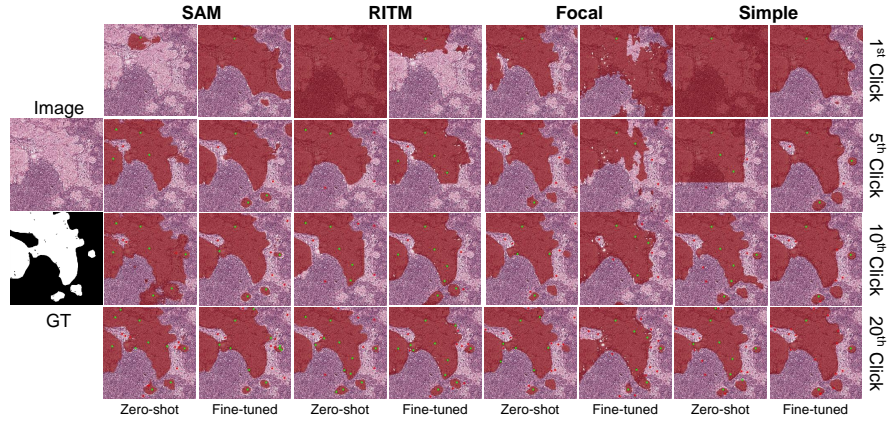 SAM RITM Focal Simple
1st Click
Image
5th Click
10th Click
GT
20th Click
Zero-shot Fine-tuned Zero-shot Fine-tuned Zero-shot Fine-tuned Zero-shot Fine-tuned